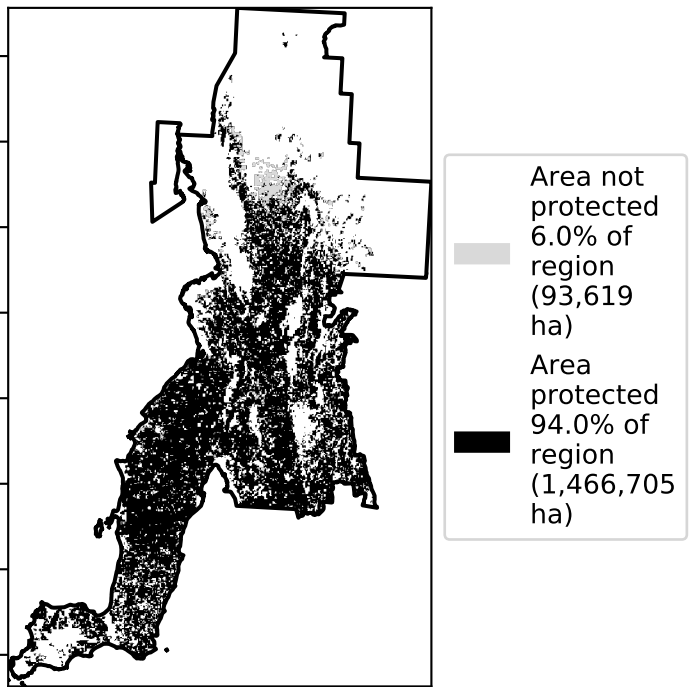 Area not
protected
6.0% of
region
(93,619
ha)
Area
protected
94.0% of
region
(1,466,705
ha)